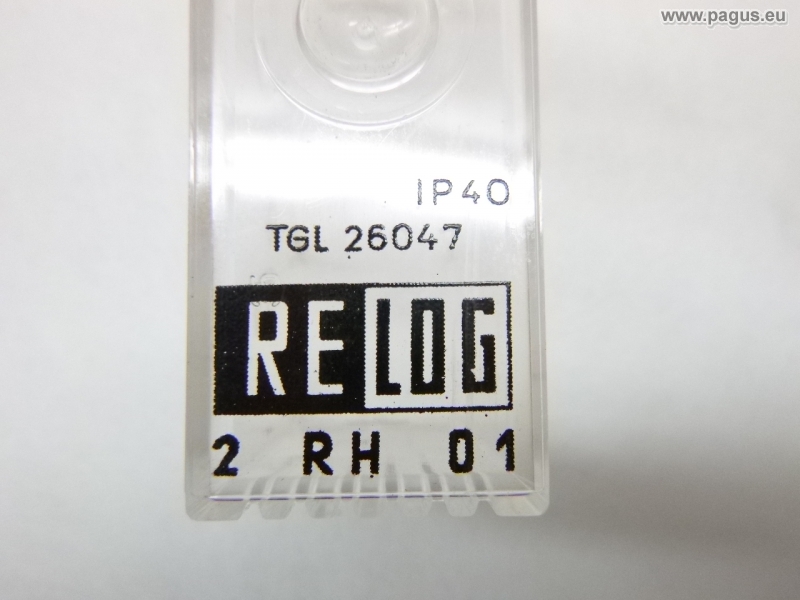 www.pagus.eu
IP40
TGL 26047
RELOG
2 RH 01